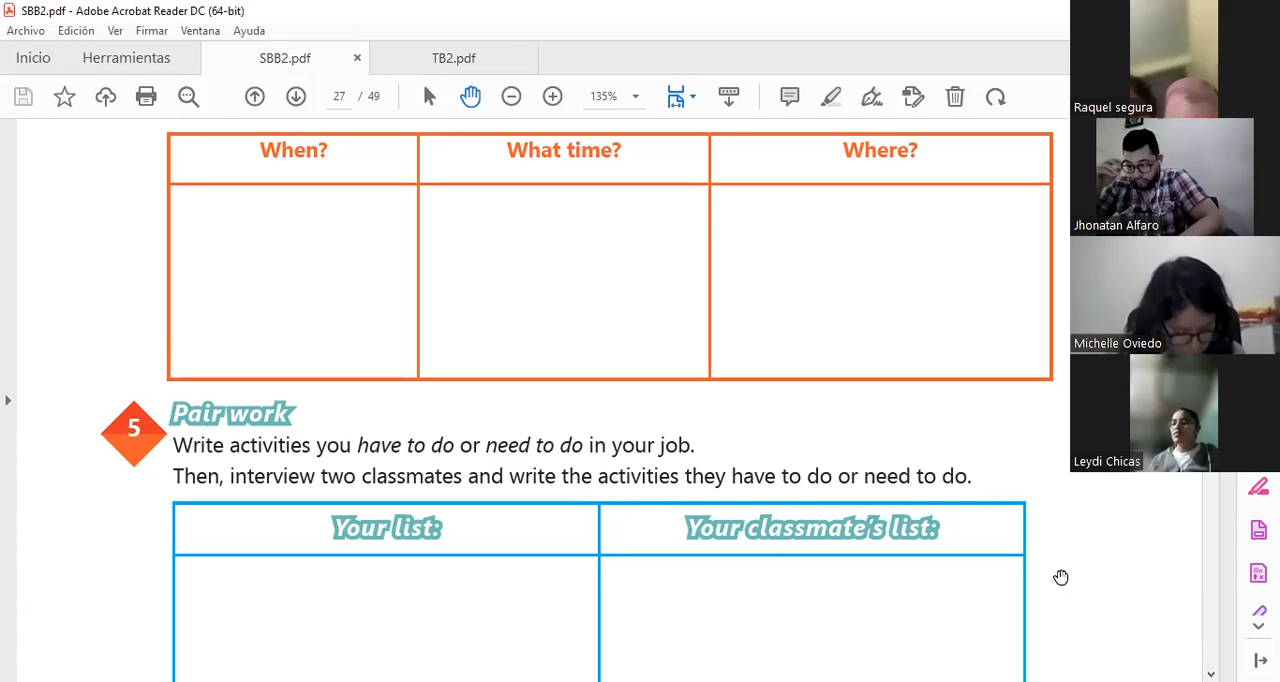 SBB2.pdf - Adobe Acrobat Reader DC (64-bit)
Archivo Edición Ver Firmar Ventana Ayuda
Inicio Herramientas SBB2.pdf × TB2.pdf
27 / 49 135%
When? What time? Where?
5 Pair work
Write activities you have to do or need to do in your job.
Then, interview two classmates and write the activities they have to do or need to do.
Your list: Your classmate's list:
Raquel segura
Jhonatan Alfaro
Michelle Oviedo
Leydi Chicas